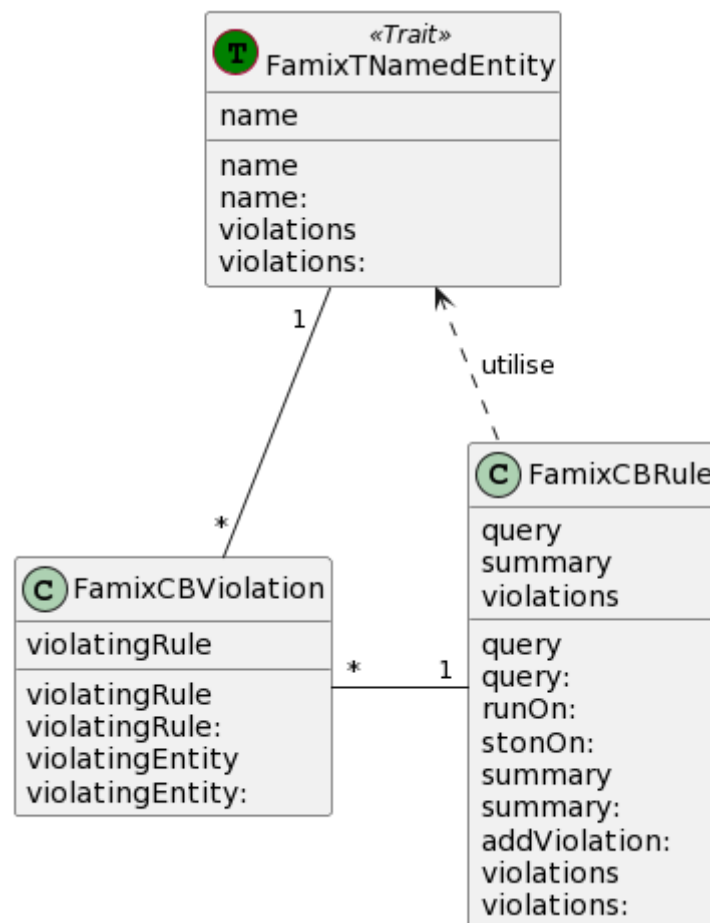 T
«Trait»
FamixTNamedEntity
name
name
name:
violations
violations:
1
utilise
*
C FamixCBRule
query
summary
violations
query
query:
runOn:
stonOn:
summary
summary:
addViolation:
violations
violations:
C FamixCBViolation
violatingRule
violatingRule
violatingRule:
violatingEntity
violatingEntity:
* 1